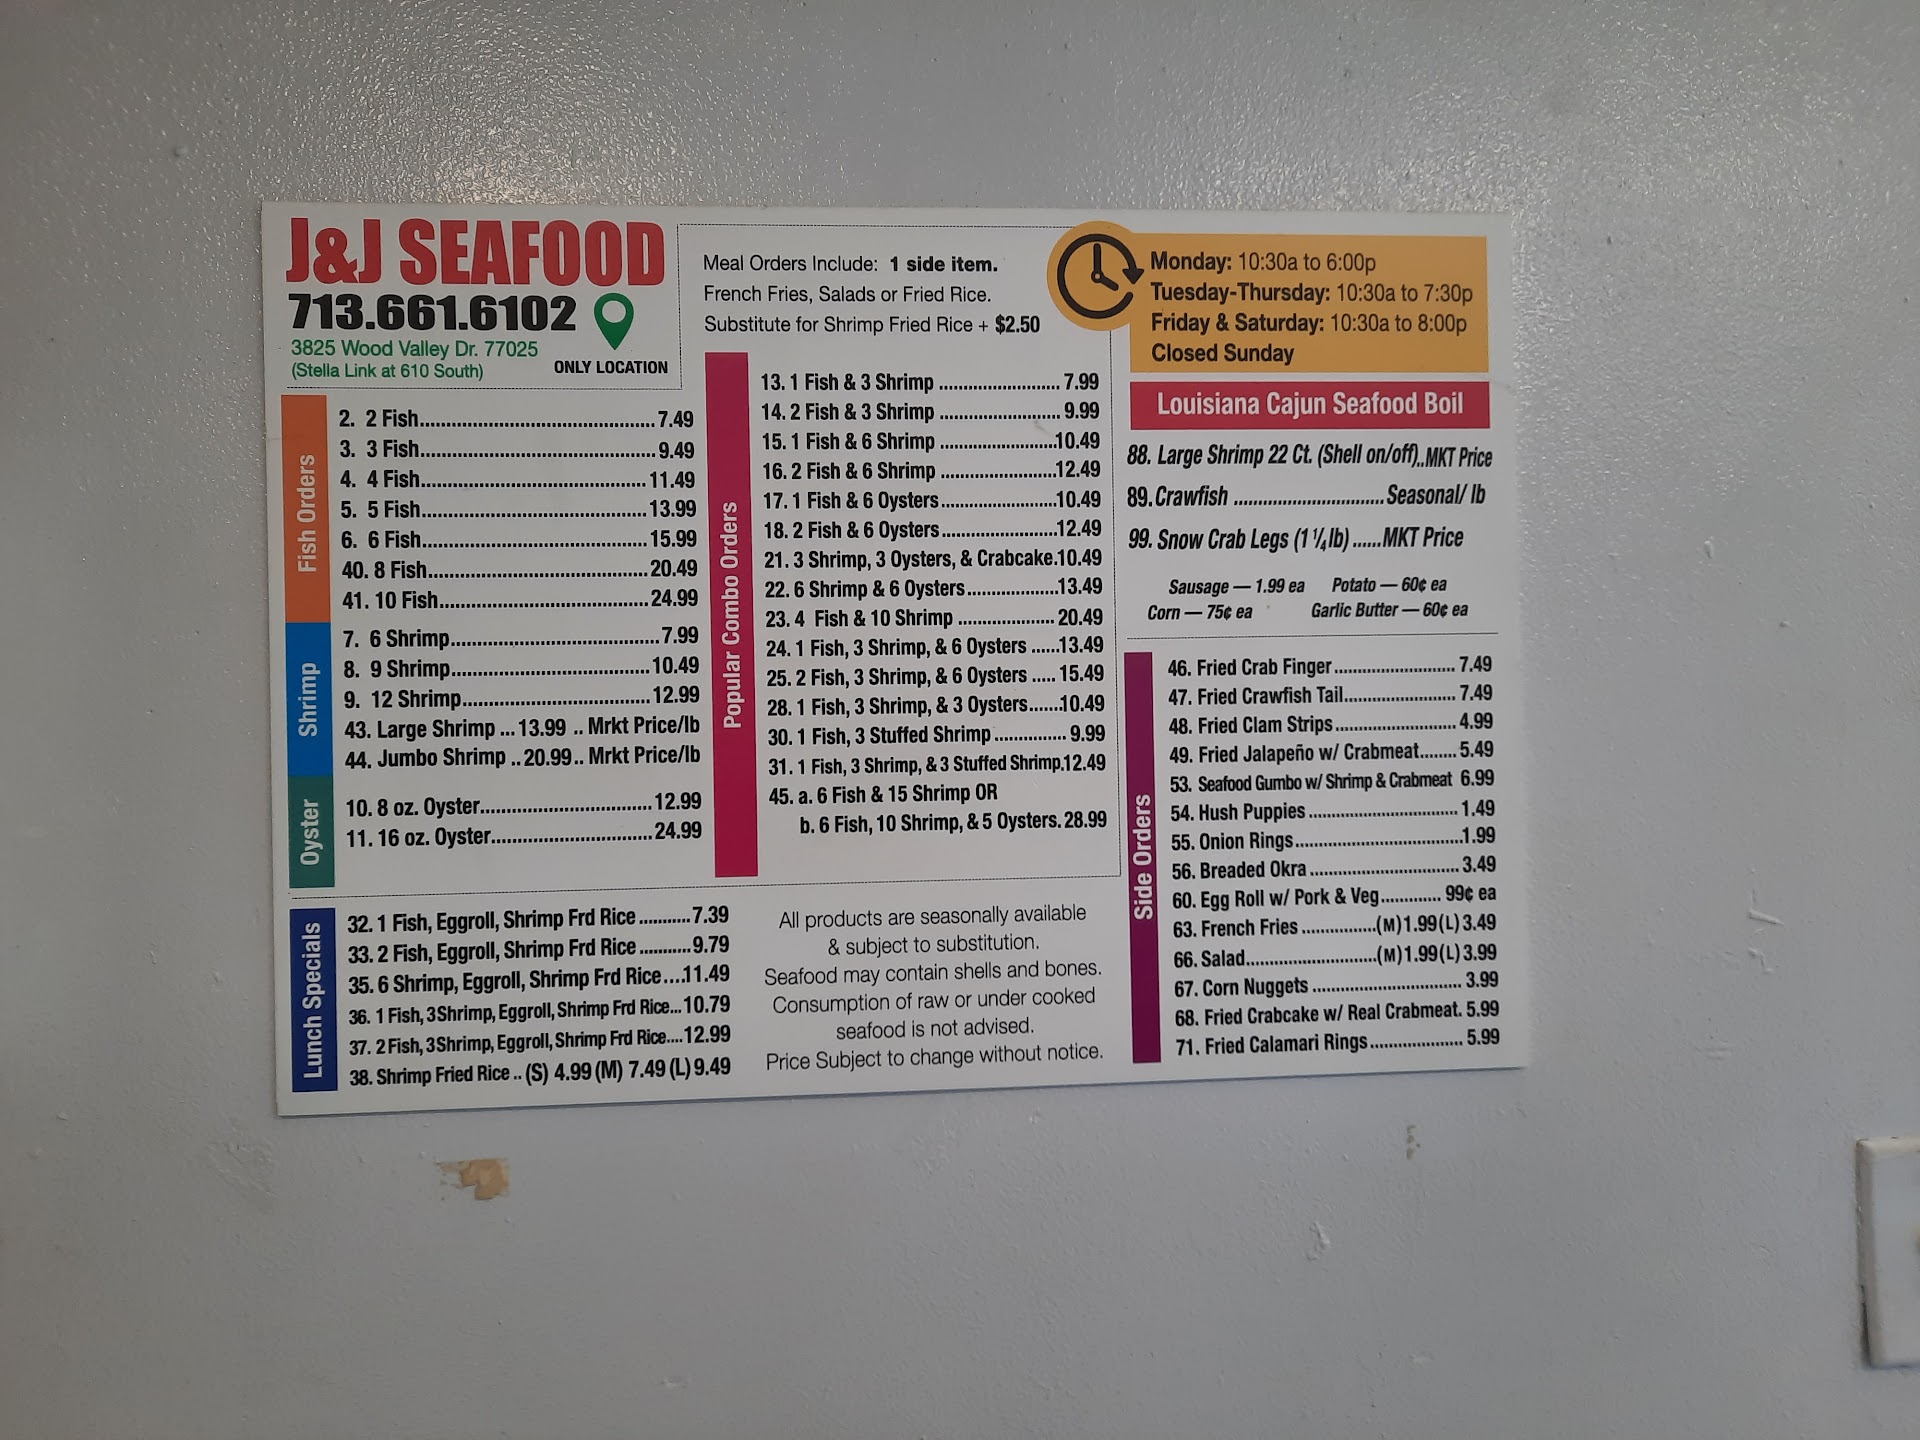 J&J SEAFOOD
713.661.6102
3825 Wood Valley Dr. 77025
(Stella Link at 610 South)
ONLY LOCATION
Meal Orders Include: 1 side item.
French Fries, Salads or Fried Rice.
Substitute for Shrimp Fried Rice + $2.50
Monday: 10:30a to 6:00p
Tuesday-Thursday: 10:30a to 7:30p
Friday & Saturday: 10:30a to 8:00p
Closed Sunday
Fish Orders
2. 2 Fish....7.49
3. 3 Fish....9.49
4. 4 Fish....11.49
5. 5 Fish....13.99
6. 6 Fish....15.99
40. 8 Fish....20.49
41. 10 Fish....24.99
Shrimp
7. 6 Shrimp....7.99
8. 9 Shrimp....10.49
9. 12 Shrimp....12.99
43. Large Shrimp ...13.99 .. Mrkt Price/lb
44. Jumbo Shrimp ..20.99.. Mrkt Price/lb
Oyster
10. 8 oz. Oyster....12.99
11. 16 oz. Oyster....24.99
Popular Combo Orders
13. 1 Fish & 3 Shrimp .... 7.99
14. 2 Fish & 3 Shrimp .... 9.99
15. 1 Fish & 6 Shrimp ....10.49
16. 2 Fish & 6 Shrimp ....12.49
17. 1 Fish & 6 Oysters....10.49
18. 2 Fish & 6 Oysters....12.49
21. 3 Shrimp, 3 Oysters, & Crabcake.10.49
22. 6 Shrimp & 6 Oysters....13.49
23. 4 Fish & 10 Shrimp .... 20.49
24. 1 Fish, 3 Shrimp, & 6 Oysters ......13.49
25. 2 Fish, 3 Shrimp, & 6 Oysters ..... 15.49
28. 1 Fish, 3 Shrimp, & 3 Oysters.......10.49
30. 1 Fish, 3 Stuffed Shrimp .... 9.99
31. 1 Fish, 3 Shrimp, & 3 Stuffed Shrimp.12.49
45. a. 6 Fish & 15 Shrimp OR
b. 6 Fish, 10 Shrimp, & 5 Oysters. 28.99
Louisiana Cajun Seafood Boil
88. Large Shrimp 22 Ct. (Shell on/off)..MKT Price
89. Crawfish .... Seasonal/ lb
99. Snow Crab Legs (1 ¼ lb) ......MKT Price
Sausage — 1.99 ea Potato — 60¢ ea
Corn — 75¢ ea Garlic Butter — 60¢ ea
Side Orders
46. Fried Crab Finger .... 7.49
47. Fried Crawfish Tail.... 7.49
48. Fried Clam Strips.... 4.99
49. Fried Jalapeño w/ Crabmeat........ 5.49
53. Seafood Gumbo w/ Shrimp & Crabmeat 6.99
54. Hush Puppies .... 1.49
55. Onion Rings....1.99
56. Breaded Okra .... 3.49
60. Egg Roll w/ Pork & Veg............. 99¢ ea
63. French Fries ....(M)1.99(L)3.49
66. Salad....(M)1.99(L)3.99
67. Corn Nuggets .... 3.99
68. Fried Crabcake w/ Real Crabmeat. 5.99
71. Fried Calamari Rings.... 5.99
Lunch Specials
32. 1 Fish, Eggroll, Shrimp Frd Rice ...........7.39
33. 2 Fish, Eggroll, Shrimp Frd Rice ...........9.79
35. 6 Shrimp, Eggroll, Shrimp Frd Rice ....11.49
36. 1 Fish, 3Shrimp, Eggroll, Shrimp Frd Rice... 10.79
37. 2 Fish, 3Shrimp, Eggroll, Shrimp Frd Rice.... 12.99
38. Shrimp Fried Rice .. (S) 4.99 (M) 7.49 (L) 9.49
All products are seasonally available
& subject to substitution.
Seafood may contain shells and bones.
Consumption of raw or under cooked
seafood is not advised.
Price Subject to change without notice.